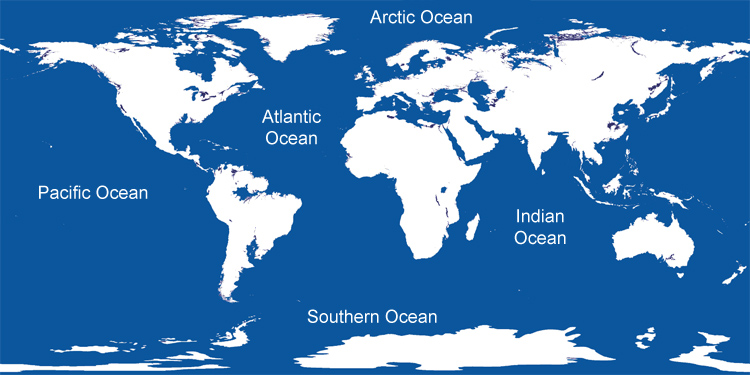 Arctic Ocean
Atlantic
Ocean
Pacific Ocean
Indian
Ocean
Southern Ocean